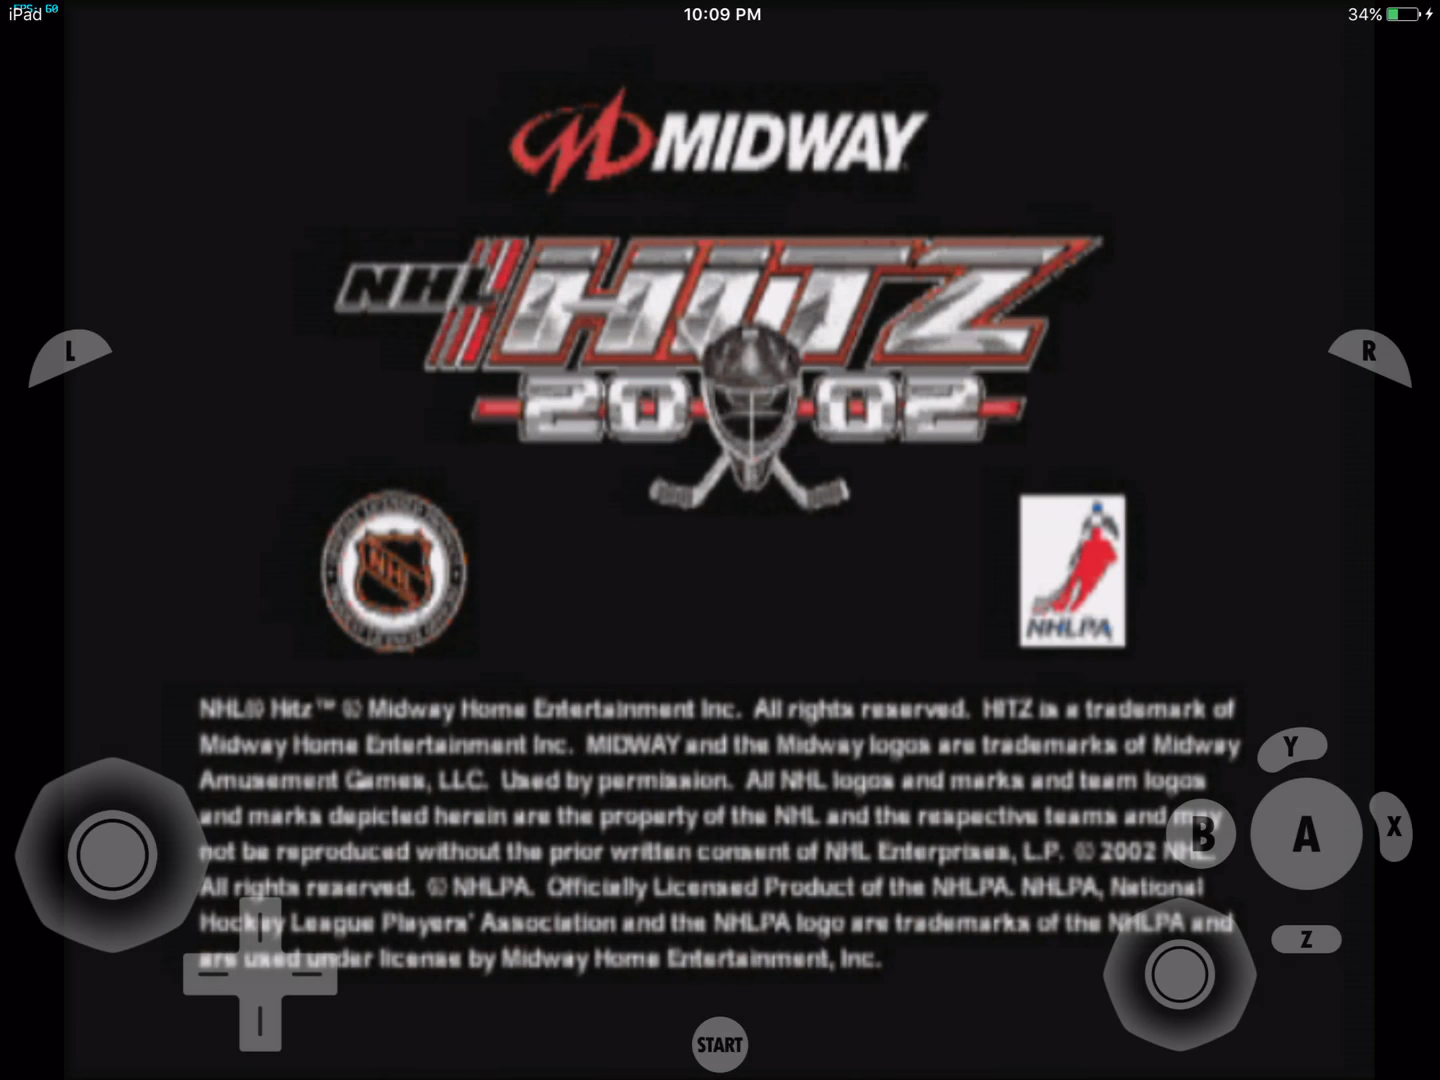 FPS: 60
iPad
10:09 PM
34%
MIDWAY
NHL HITZ
2002
NHL
NHLPA
L
R
NHL® Hitz™ © Midway Home Entertainment Inc. All rights reserved. HITZ is a trademark of
Midway Home Entertainment Inc. MIDWAY and the Midway logos are trademarks of Midway
Amusement Games, LLC. Used by permission. All NHL logos and marks and team logos
and marks depicted herein are the property of the NHL and the respective teams and may
not be reproduced without the prior written consent of NHL Enterprises, L.P. © 2002 NHL.
All rights reserved. © NHLPA. Officially Licensed Product of the NHLPA. NHLPA, National
Hockey League Players' Association and the NHLPA logo are trademarks of the NHLPA and
are used under license by Midway Home Entertainment, Inc.
Y
B
A
X
Z
START